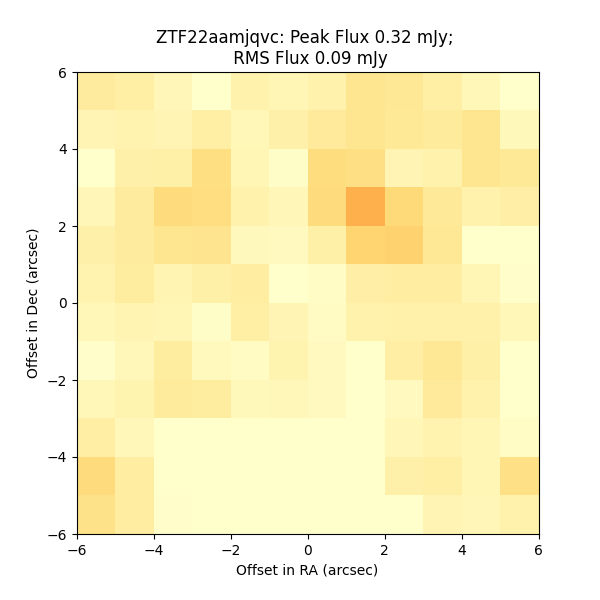 ZTF22aamjqvc: Peak Flux 0.32 mJy;
RMS Flux 0.09 mJy
6
4
2
0
−2
−4
−6
Offset in Dec (arcsec)
−6 −4 −2 0 2 4 6
Offset in RA (arcsec)